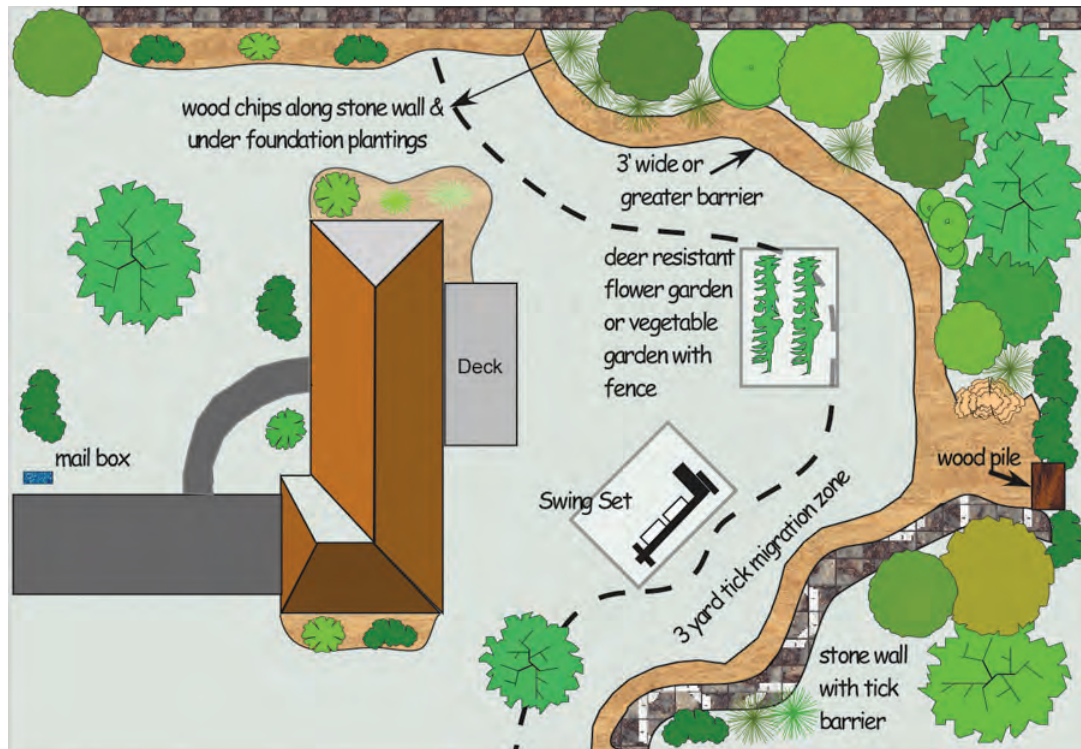 wood chips along stone wall &
under foundation plantings
3' wide or
greater barrier
deer resistant
flower garden
or vegetable
garden with
fence
Deck
mail box
wood pile
Swing Set
3 yard tick migration zone
stone wall
with tick
barrier